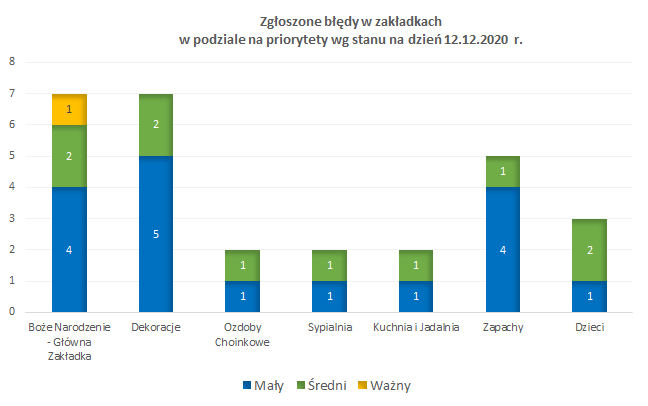 Zgłoszone błędy w zakładkach
w podziale na priorytety wg stanu na dzień 12.12.2020 r.
8
7
6
5
4
3
2
1
0
1
2
4
2
5
1
1
1
1
1
1
1
4
2
1
Boże Narodzenie
- Główna
Zakładka
Dekoracje
Ozdoby
Choinkowe
Sypialnia
Kuchnia i Jadalnia
Zapachy
Dzieci
Mały Średni Ważny